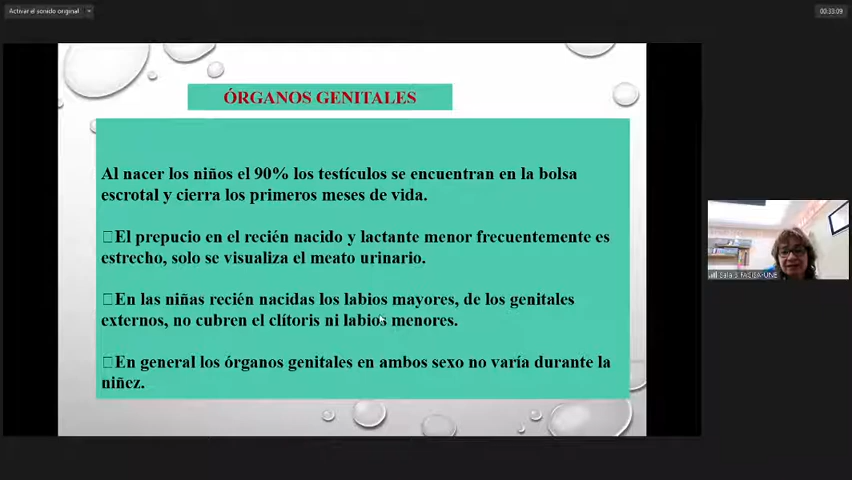 Activar el sonido original
00:33:09
ÓRGANOS GENITALES
Al nacer los niños el 90% los testículos se encuentran en la bolsa
escrotal y cierra los primeros meses de vida.
El prepucio en el recién nacido y lactante menor frecuentemente es
estrecho, solo se visualiza el meato urinario.
En las niñas recién nacidas los labios mayores, de los genitales
externos, no cubren el clítoris ni labios menores.
En general los órganos genitales en ambos sexo no varía durante la
niñez.
FACISA-UNE